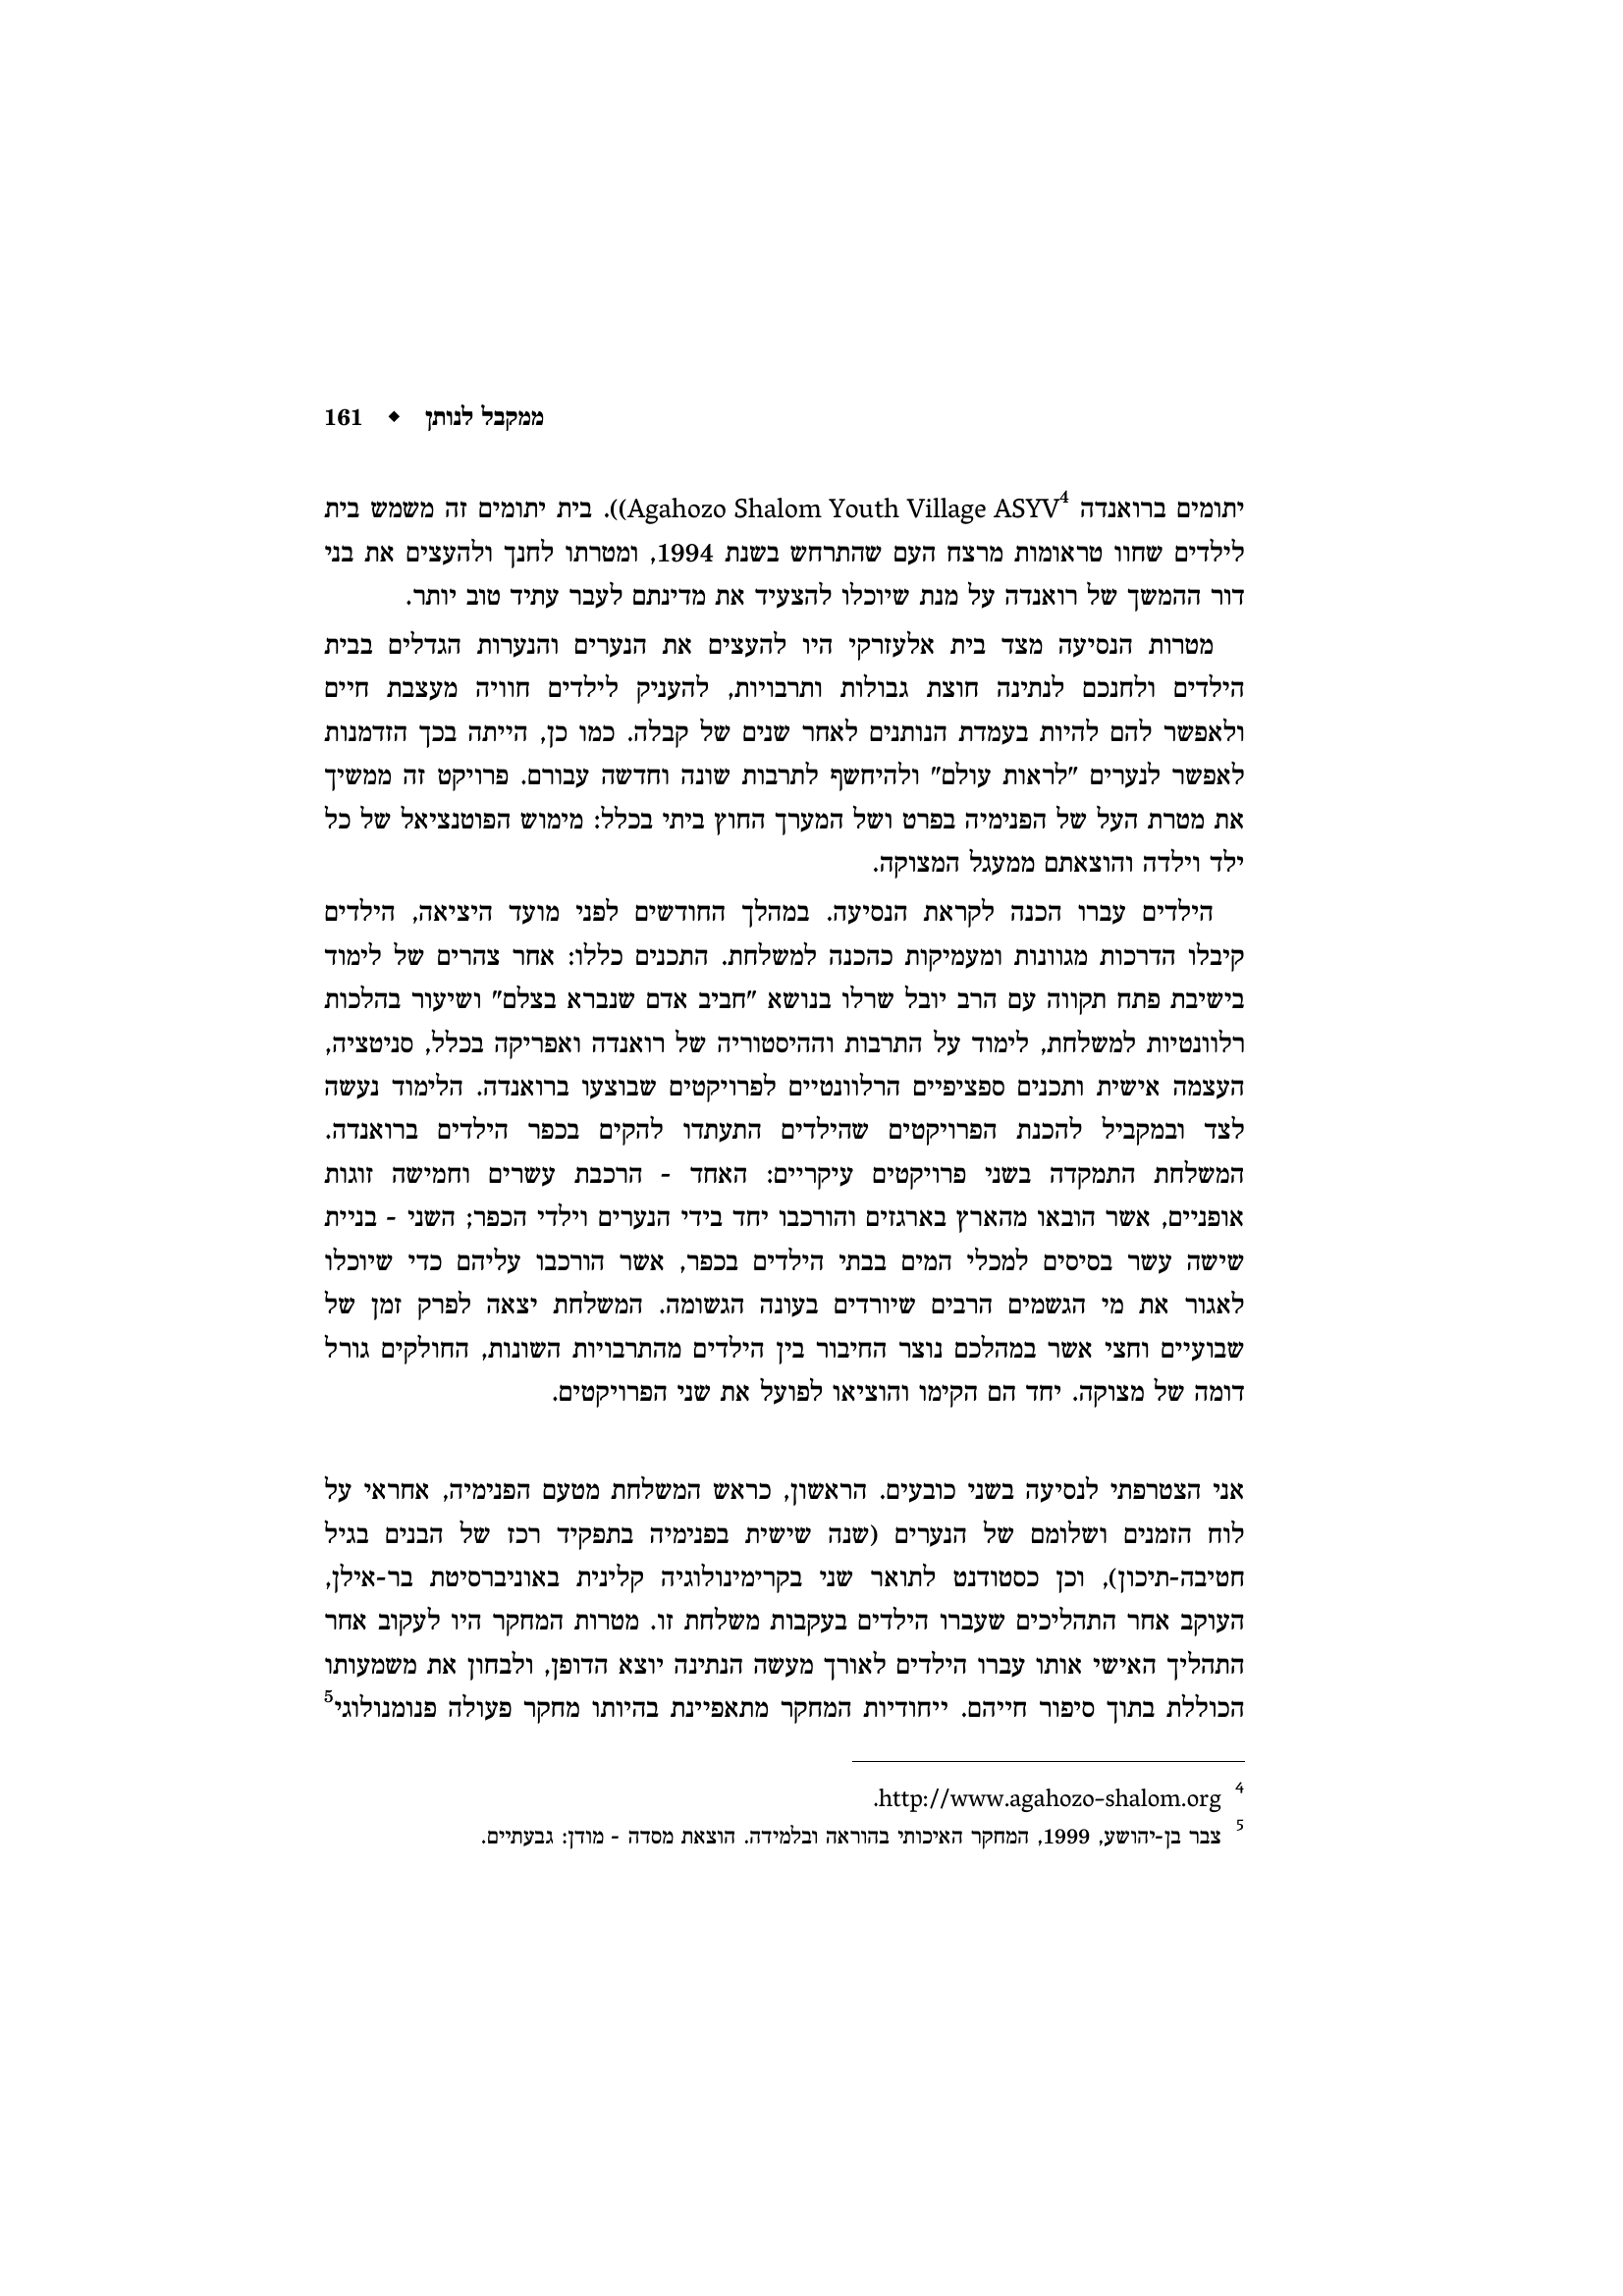 ממקבל לנותן ◆ 161
יתומים ברואנדה Agahozo Shalom Youth Village ASYV⁴)). בית יתומים זה משמש בית
לילדים שחוו טראומות מרצח העם שהתרחש בשנת 1994, ומטרתו לחנך ולהעצים את בני
דור ההמשך של רואנדה על מנת שיוכלו להצעיד את מדינתם לעבר עתיד טוב יותר.
מטרות הנסיעה מצד בית אלעזרקי היו להעצים את הנערים והנערות הגדלים בבית
הילדים ולחנכם לנתינה חוצת גבולות ותרבויות, להעניק לילדים חוויה מעצבת חיים
ולאפשר להם להיות בעמדת הנותנים לאחר שנים של קבלה. כמו כן, הייתה בכך הזדמנות
לאפשר לנערים "לראות עולם" ולהיחשף לתרבות שונה וחדשה עבורם. פרויקט זה ממשיך
את מטרת העל של הפנימיה בפרט ושל המערך החוץ ביתי בכלל: מימוש הפוטנציאל של כל
ילד וילדה והוצאתם ממעגל המצוקה.
הילדים עברו הכנה לקראת הנסיעה. במהלך החודשים לפני מועד היציאה, הילדים
קיבלו הדרכות מגוונות ומעמיקות כהכנה למשלחת. התכנים כללו: אחר צהרים של לימוד
בישיבת פתח תקווה עם הרב יובל שרלו בנושא "חביב אדם שנברא בצלם" ושיעור בהלכות
רלוונטיות למשלחת, לימוד על התרבות וההיסטוריה של רואנדה ואפריקה בכלל, סניטציה,
העצמה אישית ותכנים ספציפיים הרלוונטיים לפרויקטים שבוצעו ברואנדה. הלימוד נעשה
לצד ובמקביל להכנת הפרויקטים שהילדים התעתדו להקים בכפר הילדים ברואנדה.
המשלחת התמקדה בשני פרויקטים עיקריים: האחד - הרכבת עשרים וחמישה זוגות
אופניים, אשר הובאו מהארץ בארגזים והורכבו יחד בידי הנערים וילדי הכפר; השני - בניית
שישה עשר בסיסים למכלי המים בבתי הילדים בכפר, אשר הורכבו עליהם כדי שיוכלו
לאגור את מי הגשמים הרבים שיורדים בעונה הגשומה. המשלחת יצאה לפרק זמן של
שבועיים וחצי אשר במהלכם נוצר החיבור בין הילדים מהתרבויות השונות, החולקים גורל
דומה של מצוקה. יחד הם הקימו והוציאו לפועל את שני הפרויקטים.
אני הצטרפתי לנסיעה בשני כובעים. הראשון, כראש המשלחת מטעם הפנימיה, אחראי על
לוח הזמנים ושלומם של הנערים (שנה שישית בפנימיה בתפקיד רכז של הבנים בגיל
חטיבה-תיכון), וכן כסטודנט לתואר שני בקרימינולוגיה קלינית באוניברסיטת בר-אילן,
העוקב אחר התהליכים שעברו הילדים בעקבות משלחת זו. מטרות המחקר היו לעקוב אחר
התהליך האישי אותו עברו הילדים לאורך מעשה הנתינה יוצא הדופן, ולבחון את משמעותו
הכוללת בתוך סיפור חייהם. ייחודיות המחקר מתאפיינת בהיותו מחקר פעולה פנומנולוגי⁵
⁴ http://www.agahozo-shalom.org.
⁵ צבר בן-יהושע, 1999, המחקר האיכותי בהוראה ובלמידה. הוצאת מסדה - מודן: גבעתיים.